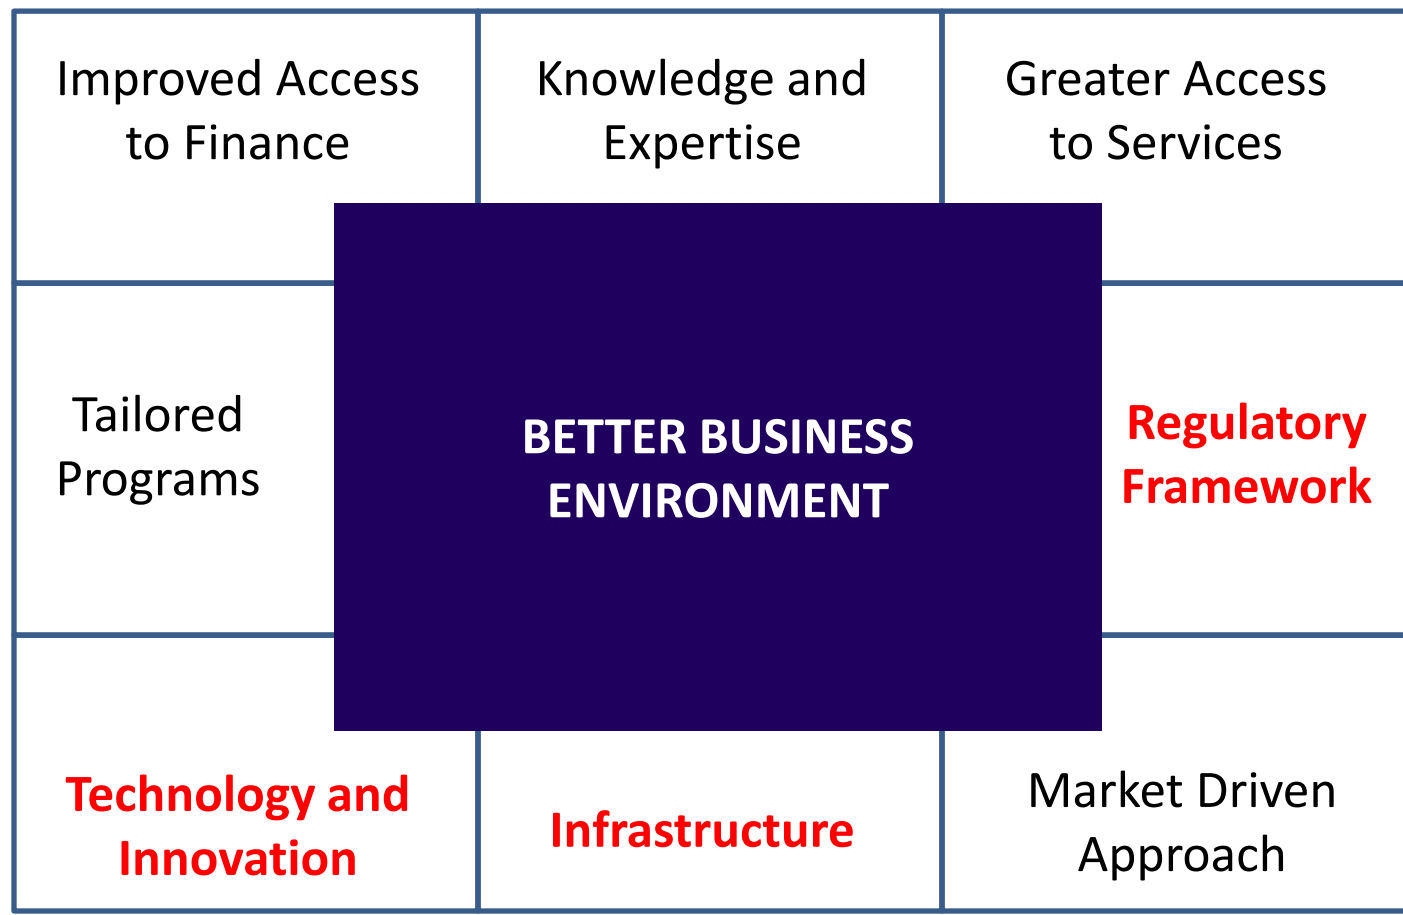 Improved Access
to Finance
Knowledge and
Expertise
Greater Access
to Services
Tailored
Programs
BETTER BUSINESS
ENVIRONMENT
Regulatory
Framework
Technology and
Innovation
Infrastructure
Market Driven
Approach